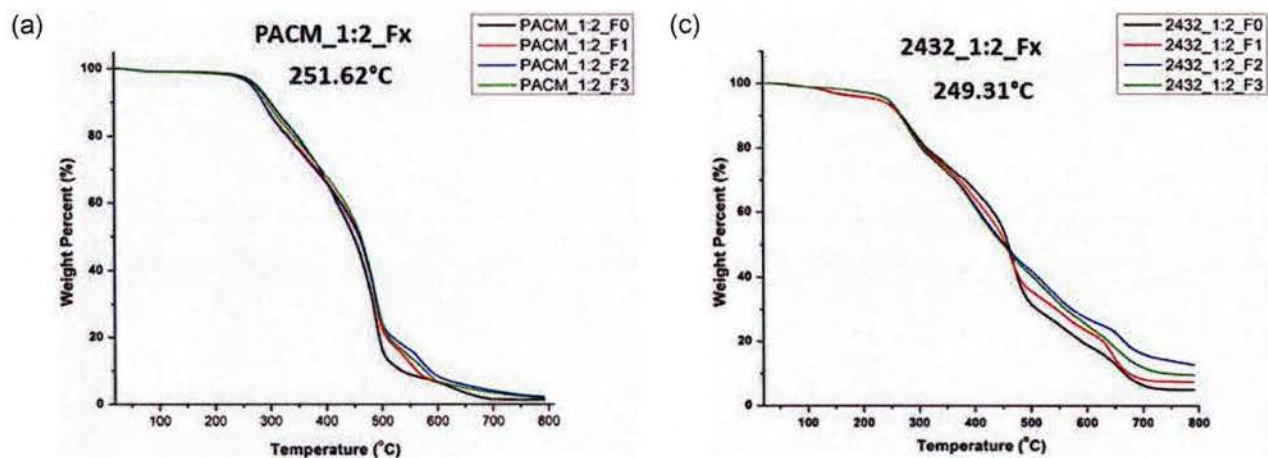 (a)
PACM_1:2_Fx
251.62°C
PACM_1:2_F0
PACM_1:2_F1
PACM_1:2_F2
PACM_1:2_F3
Weight Percent (%)
100
80
60
40
20
0
100 200 300 400 500 600 700 800
Temperature (°C)
(c)
2432_1:2_Fx
249.31°C
2432_1:2_F0
2432_1:2_F1
2432_1:2_F2
2432_1:2_F3
Weight Percent (%)
100
80
60
40
20
0
100 200 300 400 500 600 700 800
Temperature (°C)